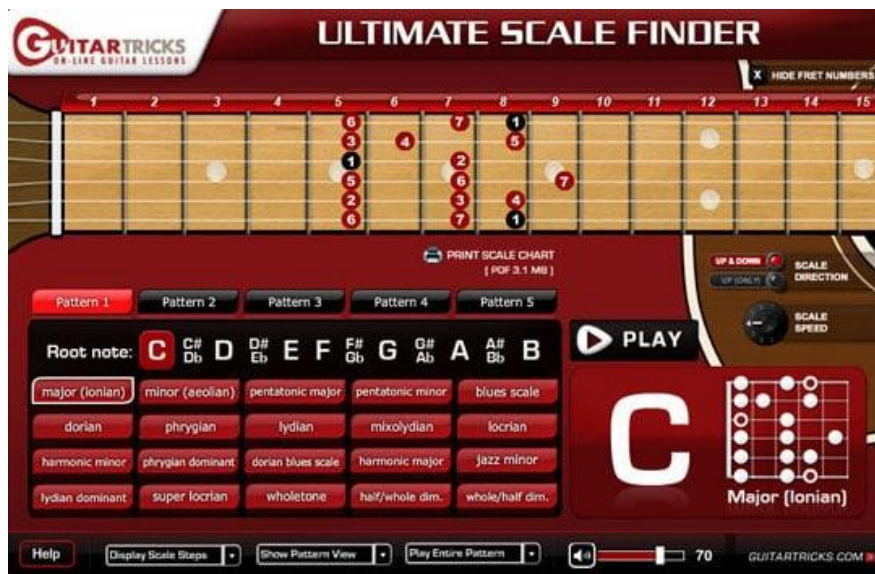 GUITARTRICKS
ON-LINE GUITAR LESSONS
ULTIMATE SCALE FINDER
X HIDE FRET NUMBERS
1 2 3 4 5 6 7 8 9 10 11 12 13 14 15
6 7 1
3 4 5
1 2
5 6 7
2 3 4
6 7 1
PRINT SCALE CHART
[ PDF 3.1 MB ]
UP & DOWN
UP (ONLY)
SCALE DIRECTION
SCALE SPEED
Pattern 1 Pattern 2 Pattern 3 Pattern 4 Pattern 5
Root note: C C# Db D D# Eb E F F# Gb G G# Ab A A# Bb B
PLAY
major (ionian) minor (aeolian) pentatonic major pentatonic minor blues scale
dorian phrygian lydian mixolydian locrian
harmonic minor phrygian dominant dorian blues scale harmonic major jazz minor
lydian dominant super locrian wholetone half/whole dim. whole/half dim.
C
Major (Ionian)
Help Display Scale Steps Show Pattern View Play Entire Pattern 70 GUITARTRICKS.COM